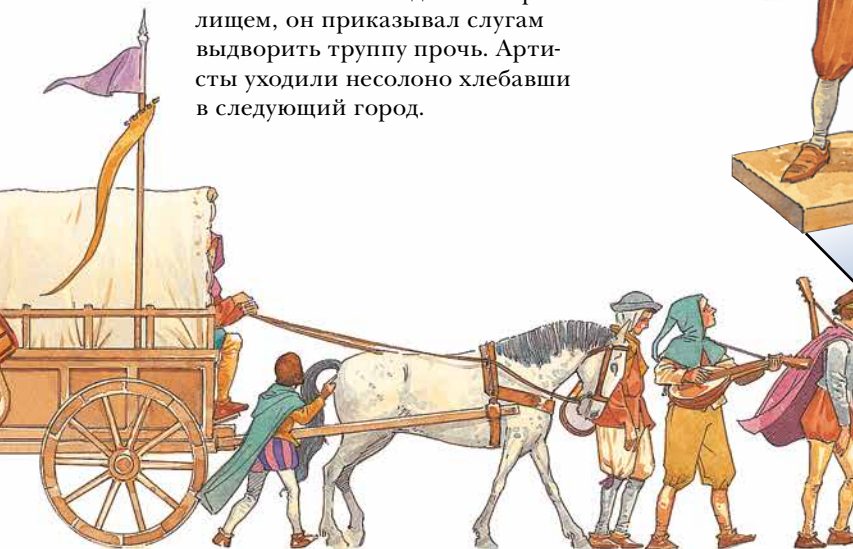 лищем, он приказывал слугам
выдворить труппу прочь. Арти-
сты уходили несолоно хлебавши
в следующий город.